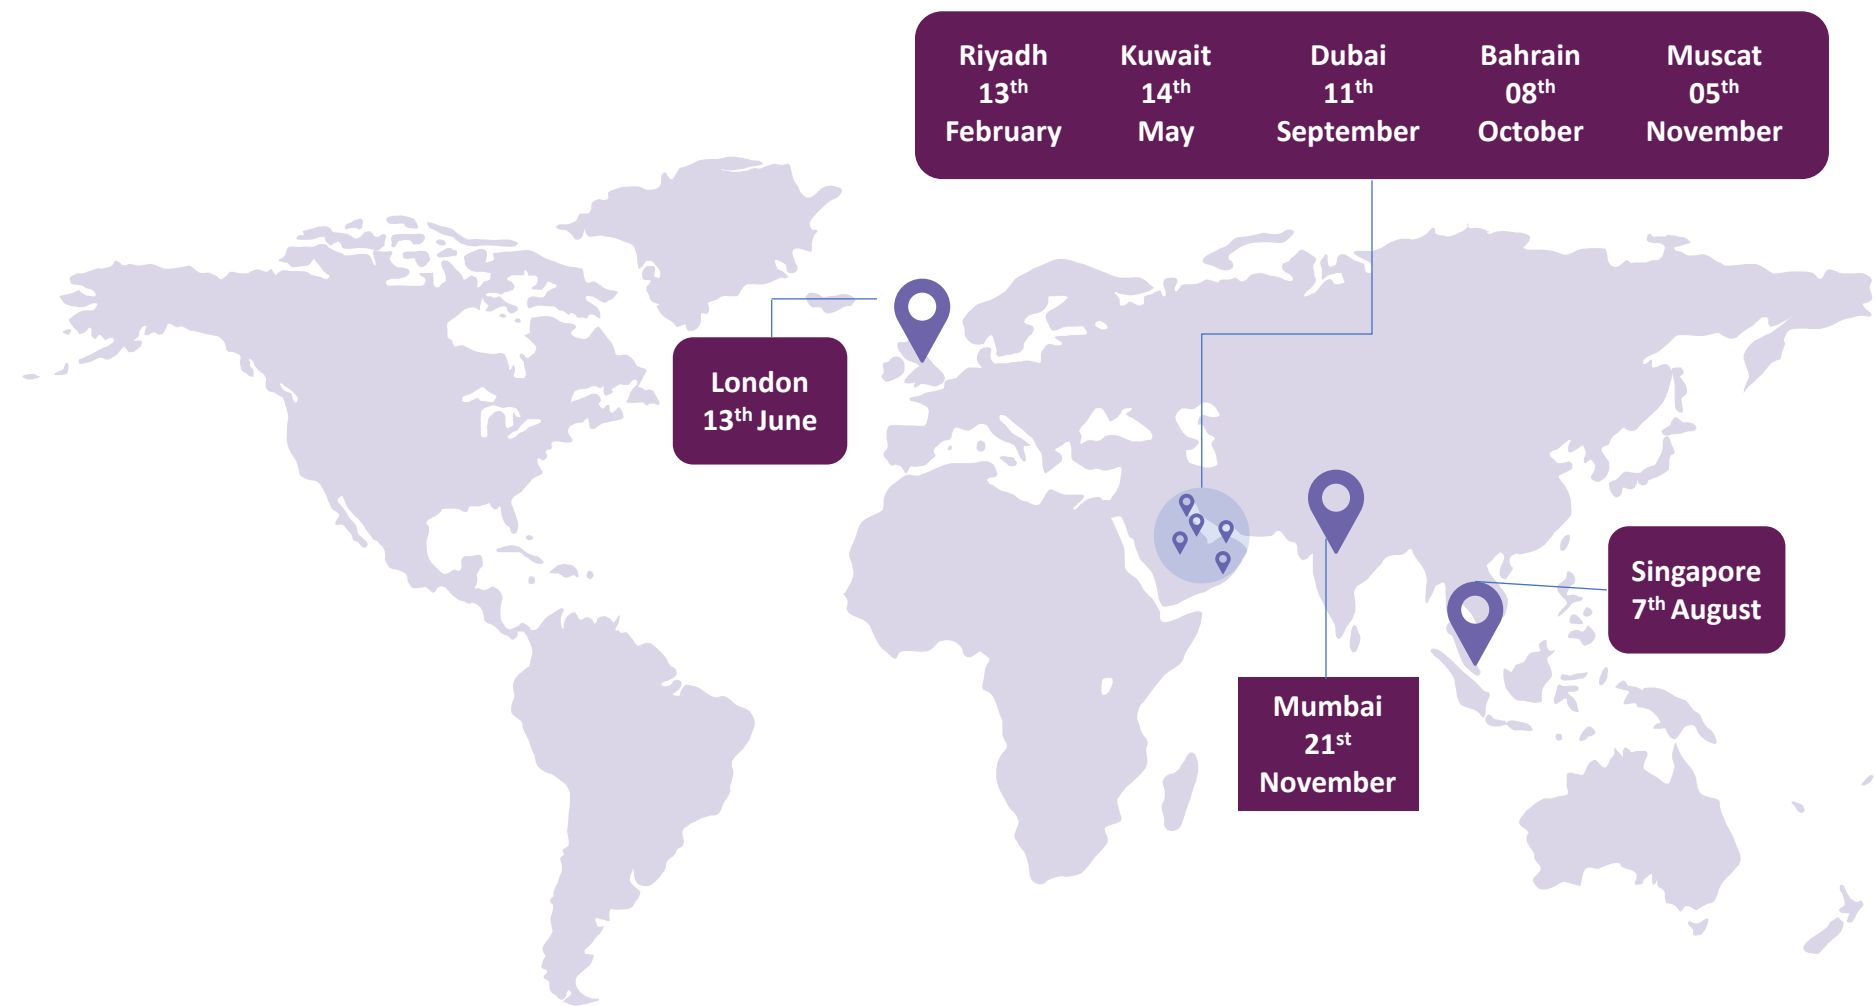 Riyadh
13th
February
Kuwait
14th
May
Dubai
11th
September
Bahrain
08th
October
Muscat
05th
November
London
13th June
Singapore
7th August
Mumbai
21st
November